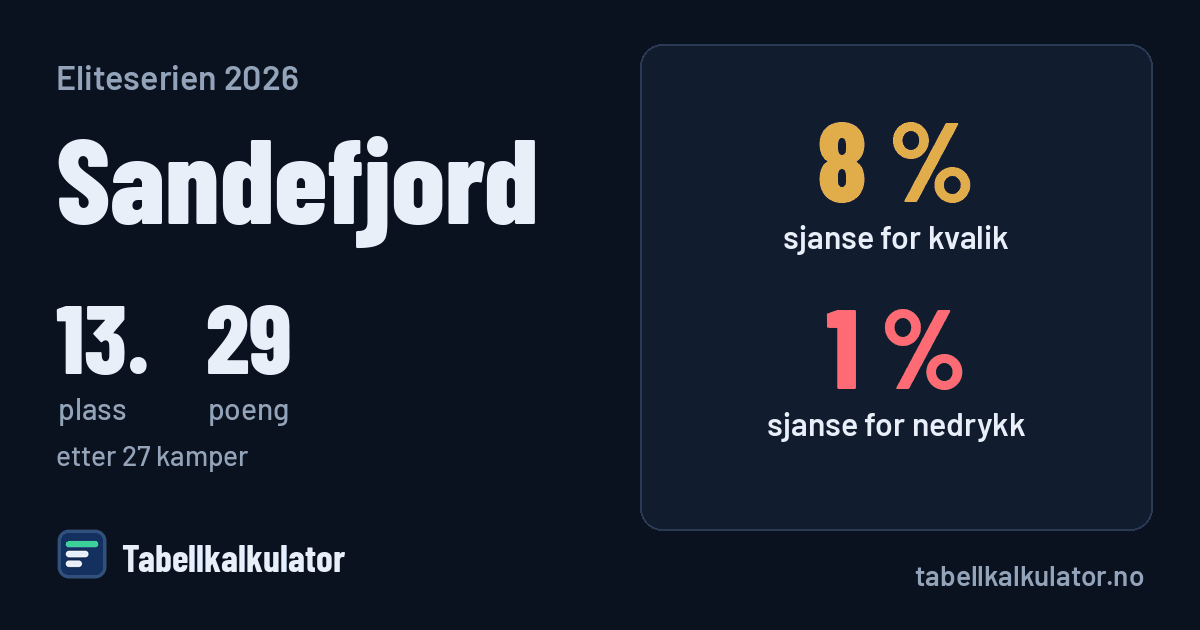 Eliteserien 2026
Sandefjord
13. 29
plass poeng
etter 27 kamper
8 %
sjanse for kvalik
1 %
sjanse for nedrykk
Tabellkalkulator
tabellkalkulator.no